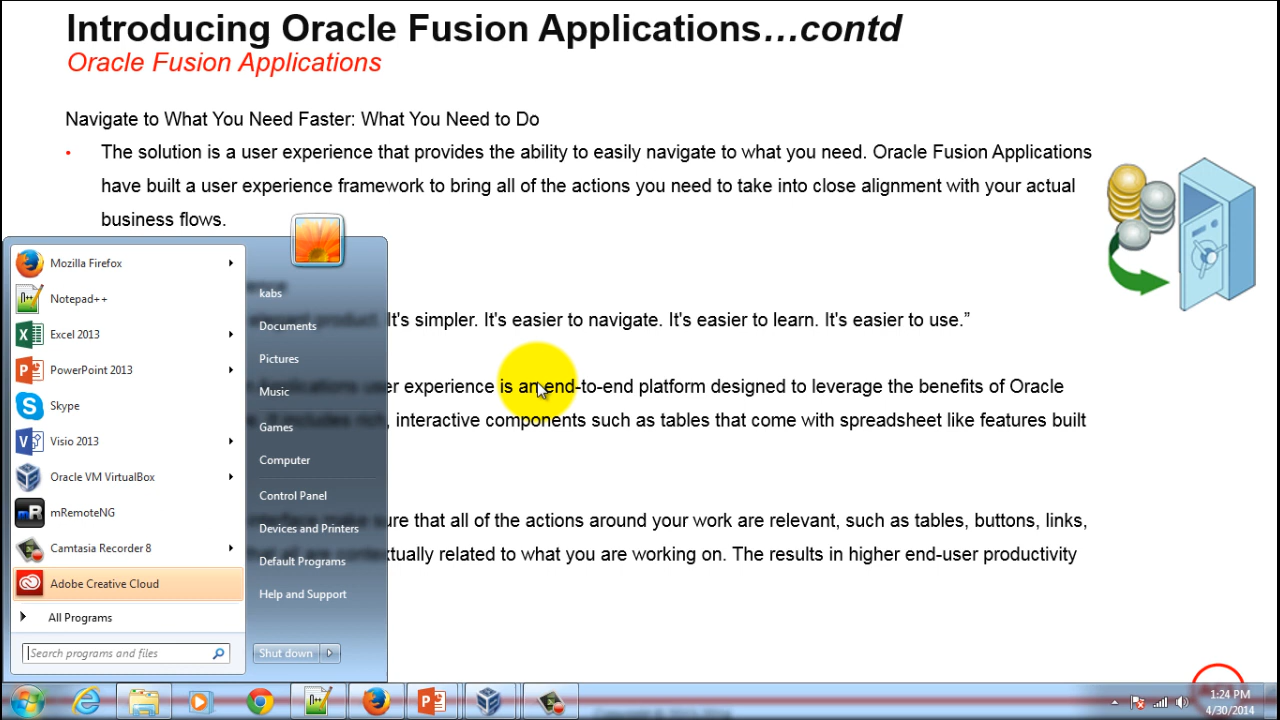 Introducing Oracle Fusion Applications…contd
Oracle Fusion Applications
Navigate to What You Need Faster: What You Need to Do
• The solution is a user experience that provides the ability to easily navigate to what you need. Oracle Fusion Applications
have built a user experience framework to bring all of the actions you need to take into close alignment with your actual
business flows.
It's simpler. It's easier to navigate. It's easier to learn. It's easier to use.”
user experience is an end-to-end platform designed to leverage the benefits of Oracle
interactive components such as tables that come with spreadsheet like features built
sure that all of the actions around your work are relevant, such as tables, buttons, links,
contextually related to what you are working on. The results in higher end-user productivity
Mozilla Firefox
Notepad++
Excel 2013
PowerPoint 2013
Skype
Visio 2013
Oracle VM VirtualBox
mRemoteNG
Camtasia Recorder 8
Adobe Creative Cloud
All Programs
Search programs and files
kabs
Documents
Pictures
Music
Games
Computer
Control Panel
Devices and Printers
Default Programs
Help and Support
Shut down
1:24 PM
4/30/2014